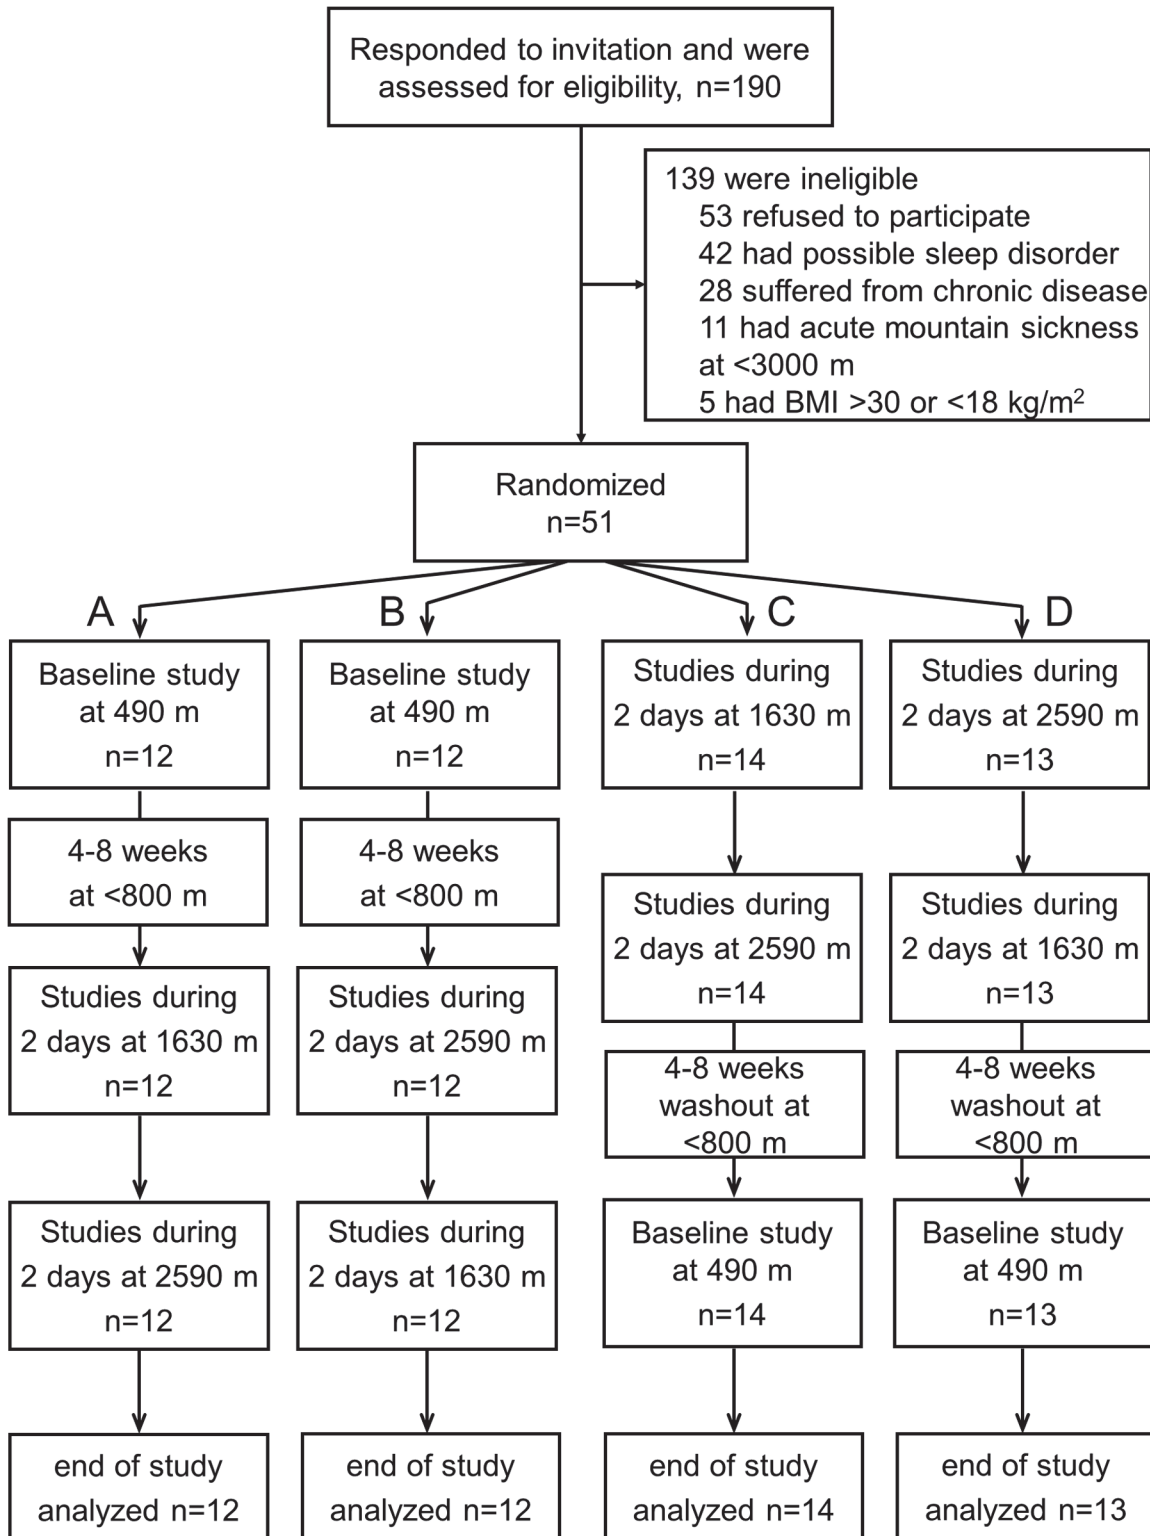 Responded to invitation and were
assessed for eligibility, n=190
139 were ineligible
53 refused to participate
42 had possible sleep disorder
28 suffered from chronic disease
11 had acute mountain sickness
at <3000 m
5 had BMI >30 or <18 kg/m²
Randomized
n=51
A
Baseline study
at 490 m
n=12
4-8 weeks
at <800 m
Studies during
2 days at 1630 m
n=12
Studies during
2 days at 2590 m
n=12
end of study
analyzed n=12
B
Baseline study
at 490 m
n=12
4-8 weeks
at <800 m
Studies during
2 days at 2590 m
n=12
Studies during
2 days at 1630 m
n=12
end of study
analyzed n=12
C
Studies during
2 days at 1630 m
n=14
Studies during
2 days at 2590 m
n=14
4-8 weeks
washout at
<800 m
Baseline study
at 490 m
n=14
end of study
analyzed n=14
D
Studies during
2 days at 2590 m
n=13
Studies during
2 days at 1630 m
n=13
4-8 weeks
washout at
<800 m
Baseline study
at 490 m
n=13
end of study
analyzed n=13